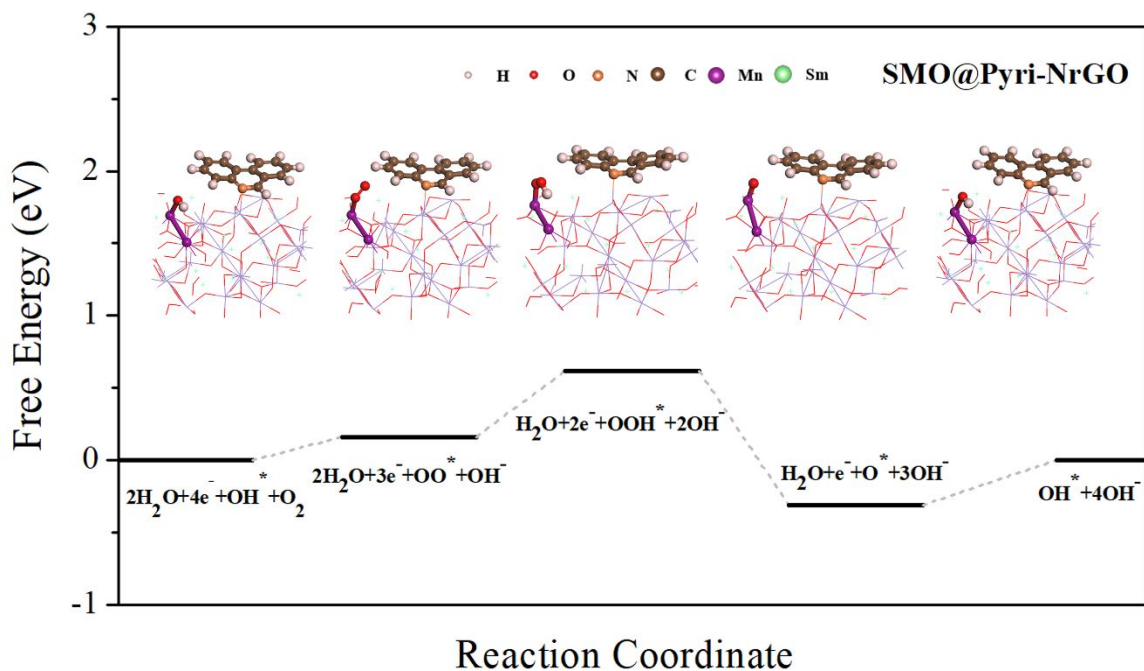 3
H O N C Mn Sm SMO@Pyri-NrGO
2
1
0
-1
Free Energy (eV)
2H₂O+4e⁻+OH*+O₂
2H₂O+3e⁻+OO*+OH⁻
H₂O+2e⁻+OOH*+2OH⁻
H₂O+e⁻+O*+3OH⁻
OH*+4OH⁻
Reaction Coordinate